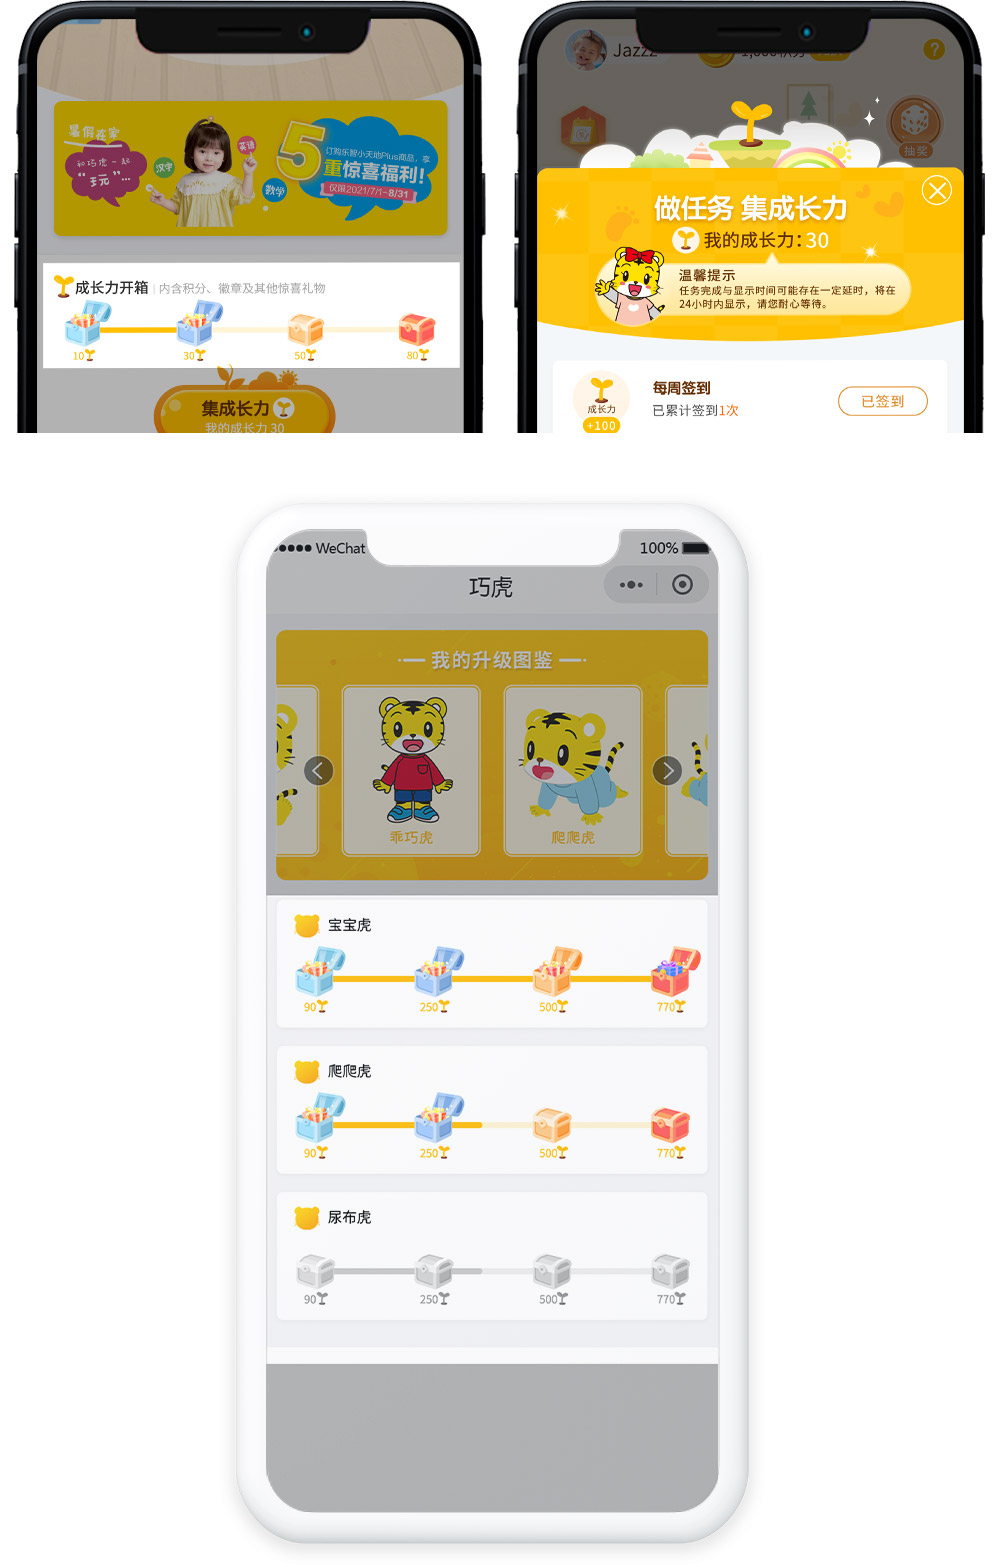 暑假在家
和巧虎一起
“玩”...
汉字
英语
数学
5
订购乐智小天地Plus商品，享
重惊喜福利!
仅限2021/7/1-8/31
成长力开箱 | 内含积分、徽章及其他惊喜礼物
10
30
50
80
集成长力
我的成长力 30
Jazzz
?
抽奖
做任务 集成长力
我的成长力: 30
温馨提示
任务完成与显示时间可能存在一定延时，将在
24小时内显示，请您耐心等待。
成长力
+100
每周签到
已累计签到1次
已签到
WeChat
100%
巧虎
我的升级图鉴
乖巧虎
爬爬虎
宝宝虎
90
250
500
770
爬爬虎
90
250
500
770
尿布虎
90
250
500
770